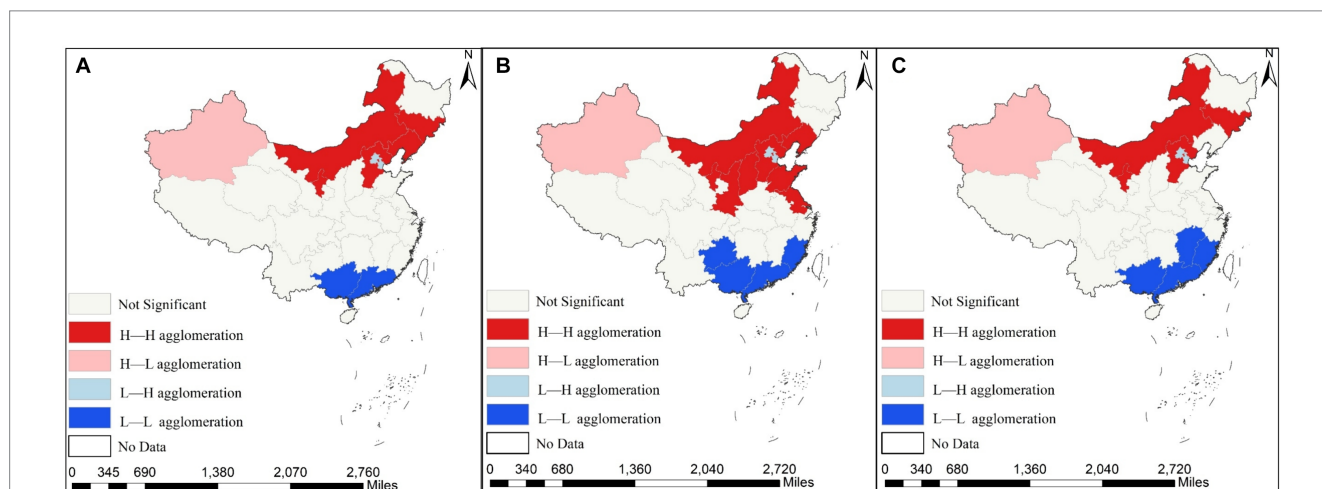 A
N
Not Significant
H—H agglomeration
H—L agglomeration
L—H agglomeration
L—L agglomeration
No Data
0 345 690 1,380 2,070 2,760
Miles
B
N
Not Significant
H—H agglomeration
H—L agglomeration
L—H agglomeration
L—L agglomeration
No Data
0 340 680 1,360 2,040 2,720
Miles
C
N
Not Significant
H—H agglomeration
H—L agglomeration
L—H agglomeration
L—L agglomeration
No Data
0 340 680 1,360 2,040 2,720
Miles